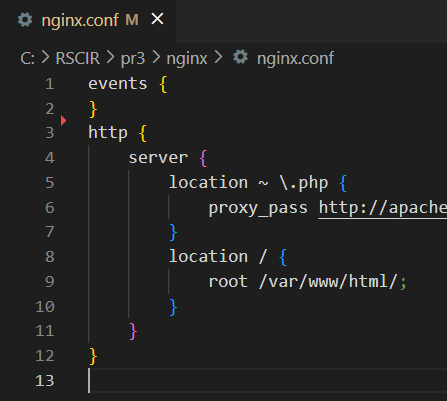 nginx.conf M
C: > RSCIR > pr3 > nginx > nginx.conf
1 events {
2 }
3 http {
4 server {
5 location ~ \.php {
6 proxy_pass http://apache
7 }
8 location / {
9 root /var/www/html/;
10 }
11 }
12 }
13